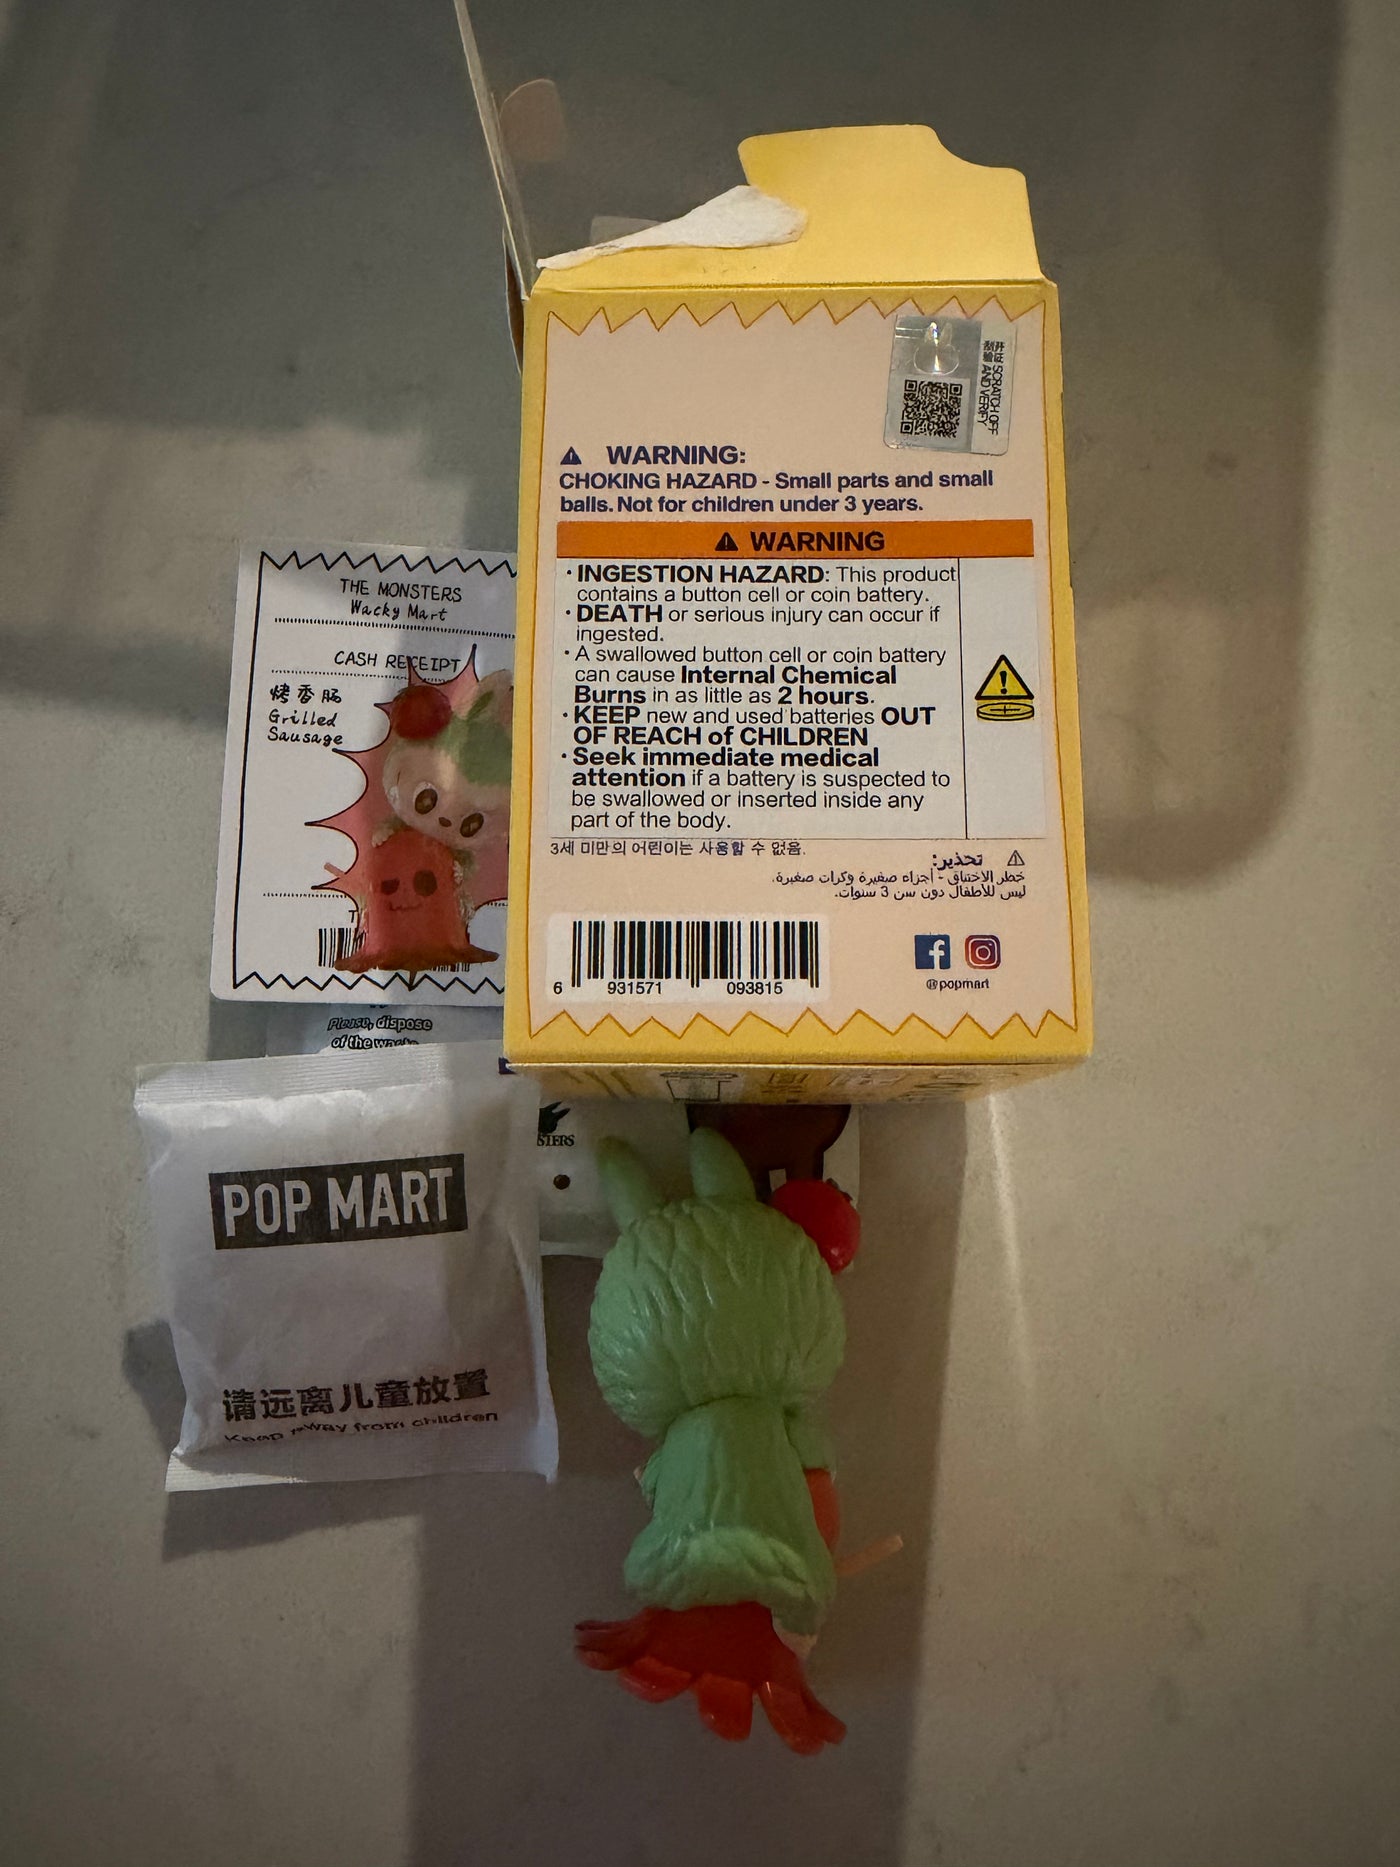 刮开
验证
SCRATCH OFF
AND VERIFY
WARNING:
CHOKING HAZARD - Small parts and small
balls. Not for children under 3 years.
WARNING
· INGESTION HAZARD: This product
contains a button cell or coin battery.
· DEATH or serious injury can occur if
ingested.
· A swallowed button cell or coin battery
can cause Internal Chemical
Burns in as little as 2 hours.
· KEEP new and used batteries OUT
OF REACH of CHILDREN
· Seek immediate medical
attention if a battery is suspected to
be swallowed or inserted inside any
part of the body.
3세 미만의 어린이는 사용할 수 없음.
تحذير:
خطر الاختناق - أجزاء صغيرة وكرات صغيرة.
ليس للأطفال دون سن 3 سنوات.
6 931571 093815
@popmart
THE MONSTERS
Wacky Mart
CASH RECEIPT
烤香肠
Grilled
Sausage
Please, dispose
of the waste
POP MART
请远离儿童放置
Keep away from children